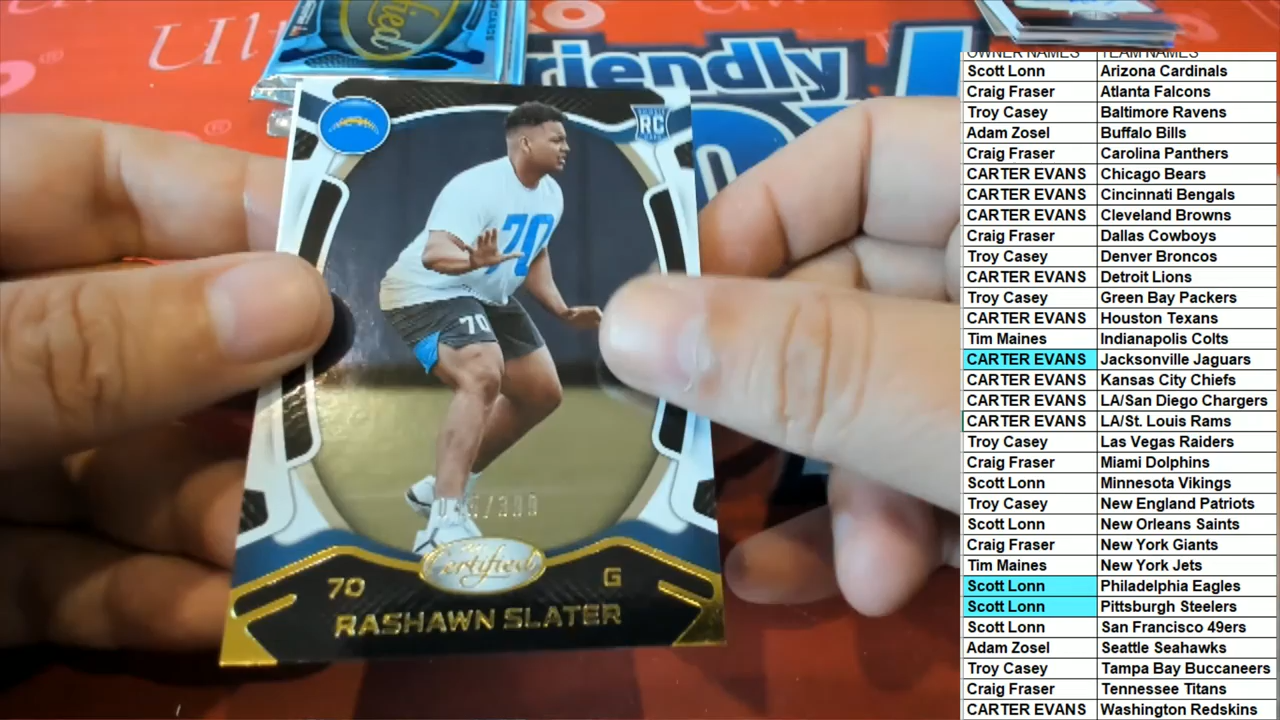 riendly
ROOKIE
RC
CARD
70
70
/300
Certified
70
G
RASHAWN SLATER
OWNER NAMES TEAM NAMES
Scott Lonn Arizona Cardinals
Craig Fraser Atlanta Falcons
Troy Casey Baltimore Ravens
Adam Zosel Buffalo Bills
Craig Fraser Carolina Panthers
CARTER EVANS Chicago Bears
CARTER EVANS Cincinnati Bengals
CARTER EVANS Cleveland Browns
Craig Fraser Dallas Cowboys
Troy Casey Denver Broncos
CARTER EVANS Detroit Lions
Troy Casey Green Bay Packers
CARTER EVANS Houston Texans
Tim Maines Indianapolis Colts
CARTER EVANS Jacksonville Jaguars
CARTER EVANS Kansas City Chiefs
CARTER EVANS LA/San Diego Chargers
CARTER EVANS LA/St. Louis Rams
Troy Casey Las Vegas Raiders
Craig Fraser Miami Dolphins
Scott Lonn Minnesota Vikings
Troy Casey New England Patriots
Scott Lonn New Orleans Saints
Craig Fraser New York Giants
Tim Maines New York Jets
Scott Lonn Philadelphia Eagles
Scott Lonn Pittsburgh Steelers
Scott Lonn San Francisco 49ers
Adam Zosel Seattle Seahawks
Troy Casey Tampa Bay Buccaneers
Craig Fraser Tennessee Titans
CARTER EVANS Washington Redskins